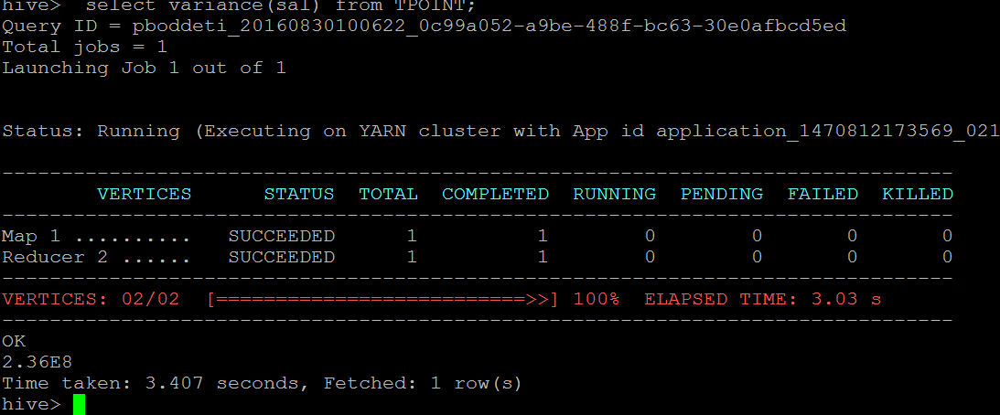 hive>  select variance(sal) from TPOINT;
Query ID = pboddeti_20160830100622_0c99a052-a9be-488f-bc63-30e0afbcd5ed
Total jobs = 1
Launching Job 1 out of 1
Status: Running (Executing on YARN cluster with App id application_1470812173569_021
--------------------------------------------------------------------------------
VERTICES STATUS TOTAL COMPLETED RUNNING PENDING FAILED KILLED
--------------------------------------------------------------------------------
Map 1 .......... SUCCEEDED 1 1 0 0 0 0
Reducer 2 ...... SUCCEEDED 1 1 0 0 0 0
--------------------------------------------------------------------------------
VERTICES: 02/02 [==========================>>] 100% ELAPSED TIME: 3.03 s
--------------------------------------------------------------------------------
OK
2.36E8
Time taken: 3.407 seconds, Fetched: 1 row(s)
hive>